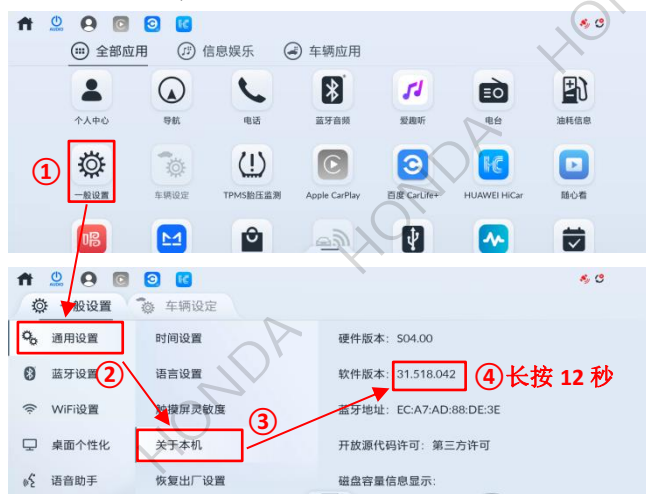 AUDIO
全部应用 信息娱乐 车辆应用
个人中心 导航 电话 蓝牙音频 爱趣听 电台 油耗信息
①
一般设置 车辆设定 TPMS胎压监测 Apple CarPlay 百度 CarLife+ HUAWEI HiCar 随心看
唱
AUDIO
一般设置 车辆设定
通用设置 时间设置 硬件版本: S04.00
蓝牙设置 ② 语言设置 软件版本: 31.518.042 ④长按 12 秒
WiFi设置 触摸屏灵敏度 蓝牙地址: EC:A7:AD:88:DE:3E
③
桌面个性化 关于本机 开放源代码许可: 第三方许可
语音助手 恢复出厂设置 磁盘容量信息显示:
HONDA
HONDA
HONDA